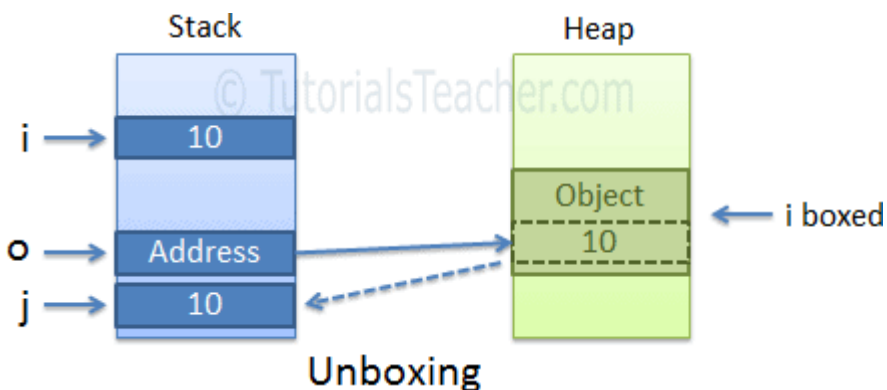 Stack
Heap
© TutorialsTeacher.com
i
10
Object
i boxed
10
o
Address
j
10
Unboxing